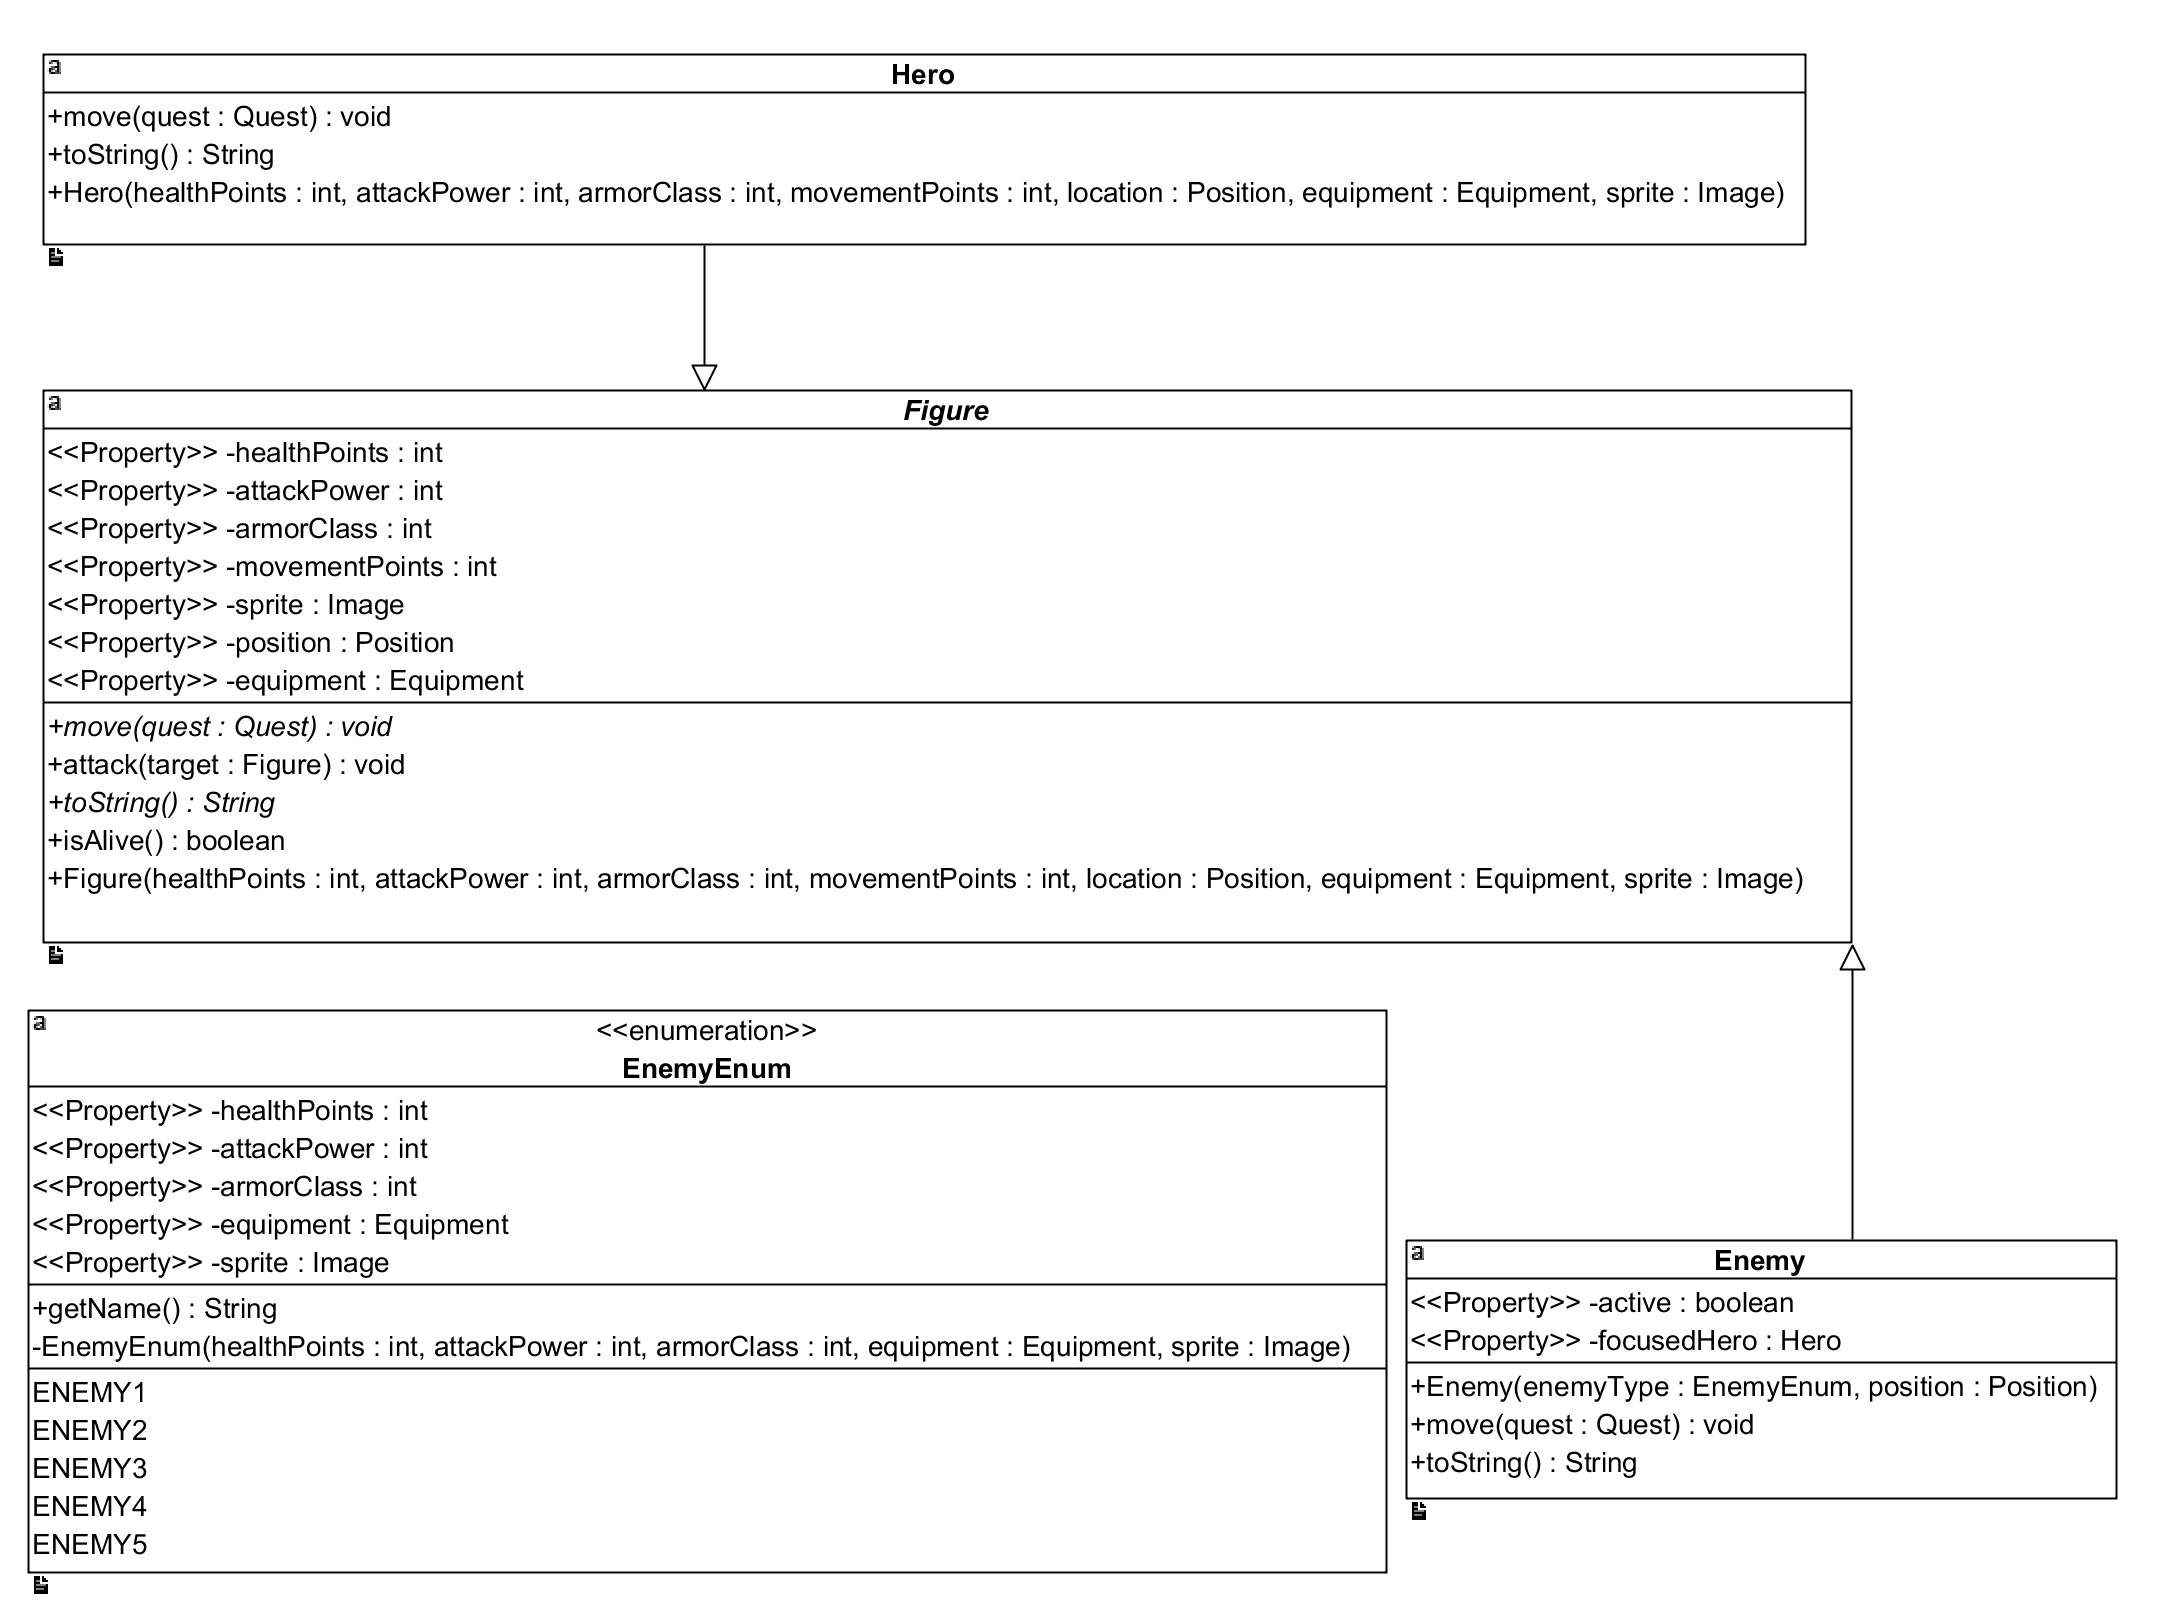 a
Hero
+move(quest : Quest) : void
+toString() : String
+Hero(healthPoints : int, attackPower : int, armorClass : int, movementPoints : int, location : Position, equipment : Equipment, sprite : Image)
a
Figure
<<Property>> -healthPoints : int
<<Property>> -attackPower : int
<<Property>> -armorClass : int
<<Property>> -movementPoints : int
<<Property>> -sprite : Image
<<Property>> -position : Position
<<Property>> -equipment : Equipment
+move(quest : Quest) : void
+attack(target : Figure) : void
+toString() : String
+isAlive() : boolean
+Figure(healthPoints : int, attackPower : int, armorClass : int, movementPoints : int, location : Position, equipment : Equipment, sprite : Image)
a
<<enumeration>>
EnemyEnum
<<Property>> -healthPoints : int
<<Property>> -attackPower : int
<<Property>> -armorClass : int
<<Property>> -equipment : Equipment
<<Property>> -sprite : Image
+getName() : String
-EnemyEnum(healthPoints : int, attackPower : int, armorClass : int, equipment : Equipment, sprite : Image)
ENEMY1
ENEMY2
ENEMY3
ENEMY4
ENEMY5
a
Enemy
<<Property>> -active : boolean
<<Property>> -focusedHero : Hero
+Enemy(enemyType : EnemyEnum, position : Position)
+move(quest : Quest) : void
+toString() : String